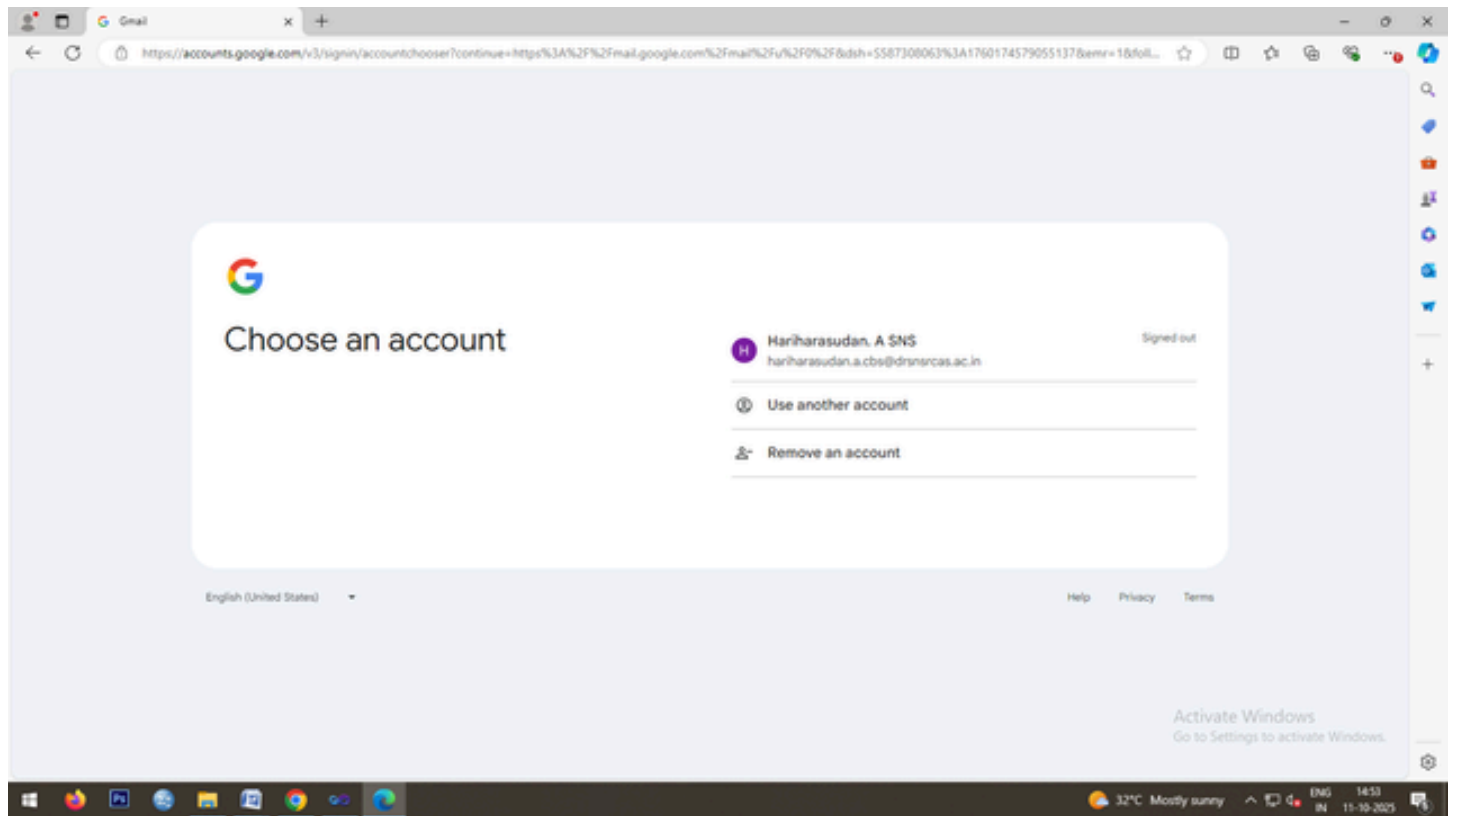 Gmail
https://accounts.google.com/v3/signin/accountchooser?continue=https%3A%2F%2Fmail.google.com%2Fmail%2Fu%2F0%2F&dsh=S587308063%3A1760174579055137&emr=1&foll...
Choose an account
Hariharasudan. A SNS
Signed out
hariharasudan.a.cbs@drsnsrcas.ac.in
Use another account
Remove an account
English (United States)
Help Privacy Terms
Activate Windows
Go to Settings to activate Windows.
Ps
32°C Mostly sunny
ENG
IN
14:53
11-10-2025